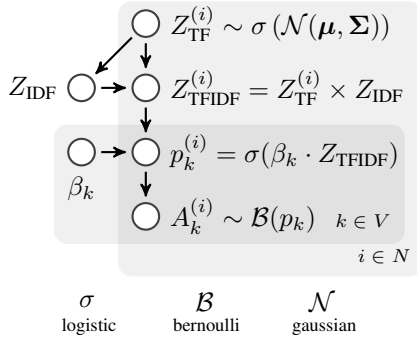 Z_TF^(i) ∼ σ (𝒩(μ, Σ))
Z_IDF Z_TFIDF^(i) = Z_TF^(i) × Z_IDF
p_k^(i) = σ(β_k · Z_TFIDF)
β_k
A_k^(i) ∼ ℬ(p_k) k ∈ V
i ∈ N
σ ℬ 𝒩
logistic bernoulli gaussian